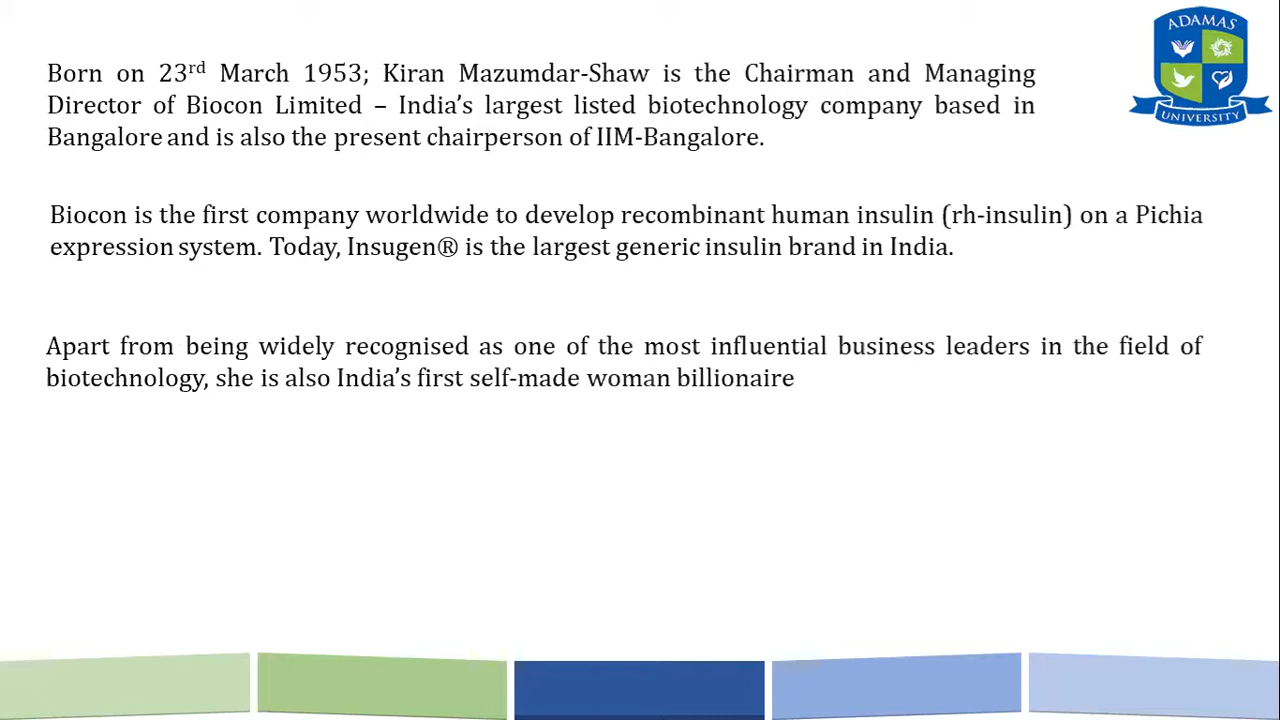 ADAMAS
UNIVERSITY
Born on 23rd March 1953; Kiran Mazumdar-Shaw is the Chairman and Managing
Director of Biocon Limited – India’s largest listed biotechnology company based in
Bangalore and is also the present chairperson of IIM-Bangalore.
Biocon is the first company worldwide to develop recombinant human insulin (rh-insulin) on a Pichia
expression system. Today, Insugen® is the largest generic insulin brand in India.
Apart from being widely recognised as one of the most influential business leaders in the field of
biotechnology, she is also India’s first self-made woman billionaire